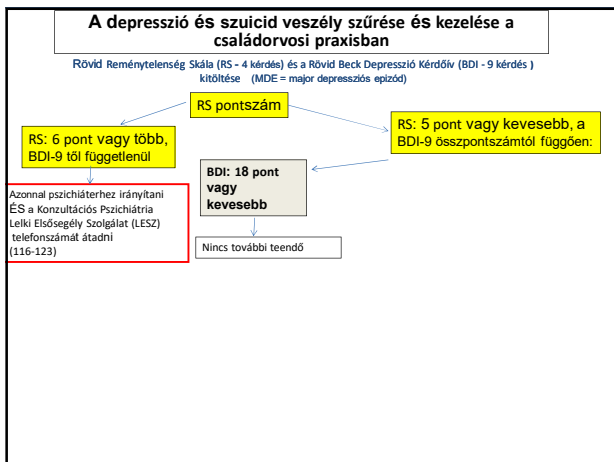 A depresszió és szuicid veszély szűrése és kezelése a
családorvosi praxisban
Rövid Reménytelenség Skála (RS - 4 kérdés) és a Rövid Beck Depresszió Kérdőív (BDI - 9 kérdés )
kitöltése (MDE = major depressziós epizód)
RS pontszám
RS: 6 pont vagy több,
BDI-9 től függetlenül
RS: 5 pont vagy kevesebb, a
BDI-9 összpontszámtól függően:
Azonnal pszichiáterhez irányítani
ÉS a Konzultációs Pszichiátria
Lelki Elsősegély Szolgálat (LESZ)
telefonszámát átadni
(116-123)
BDI: 18 pont
vagy
kevesebb
Nincs további teendő